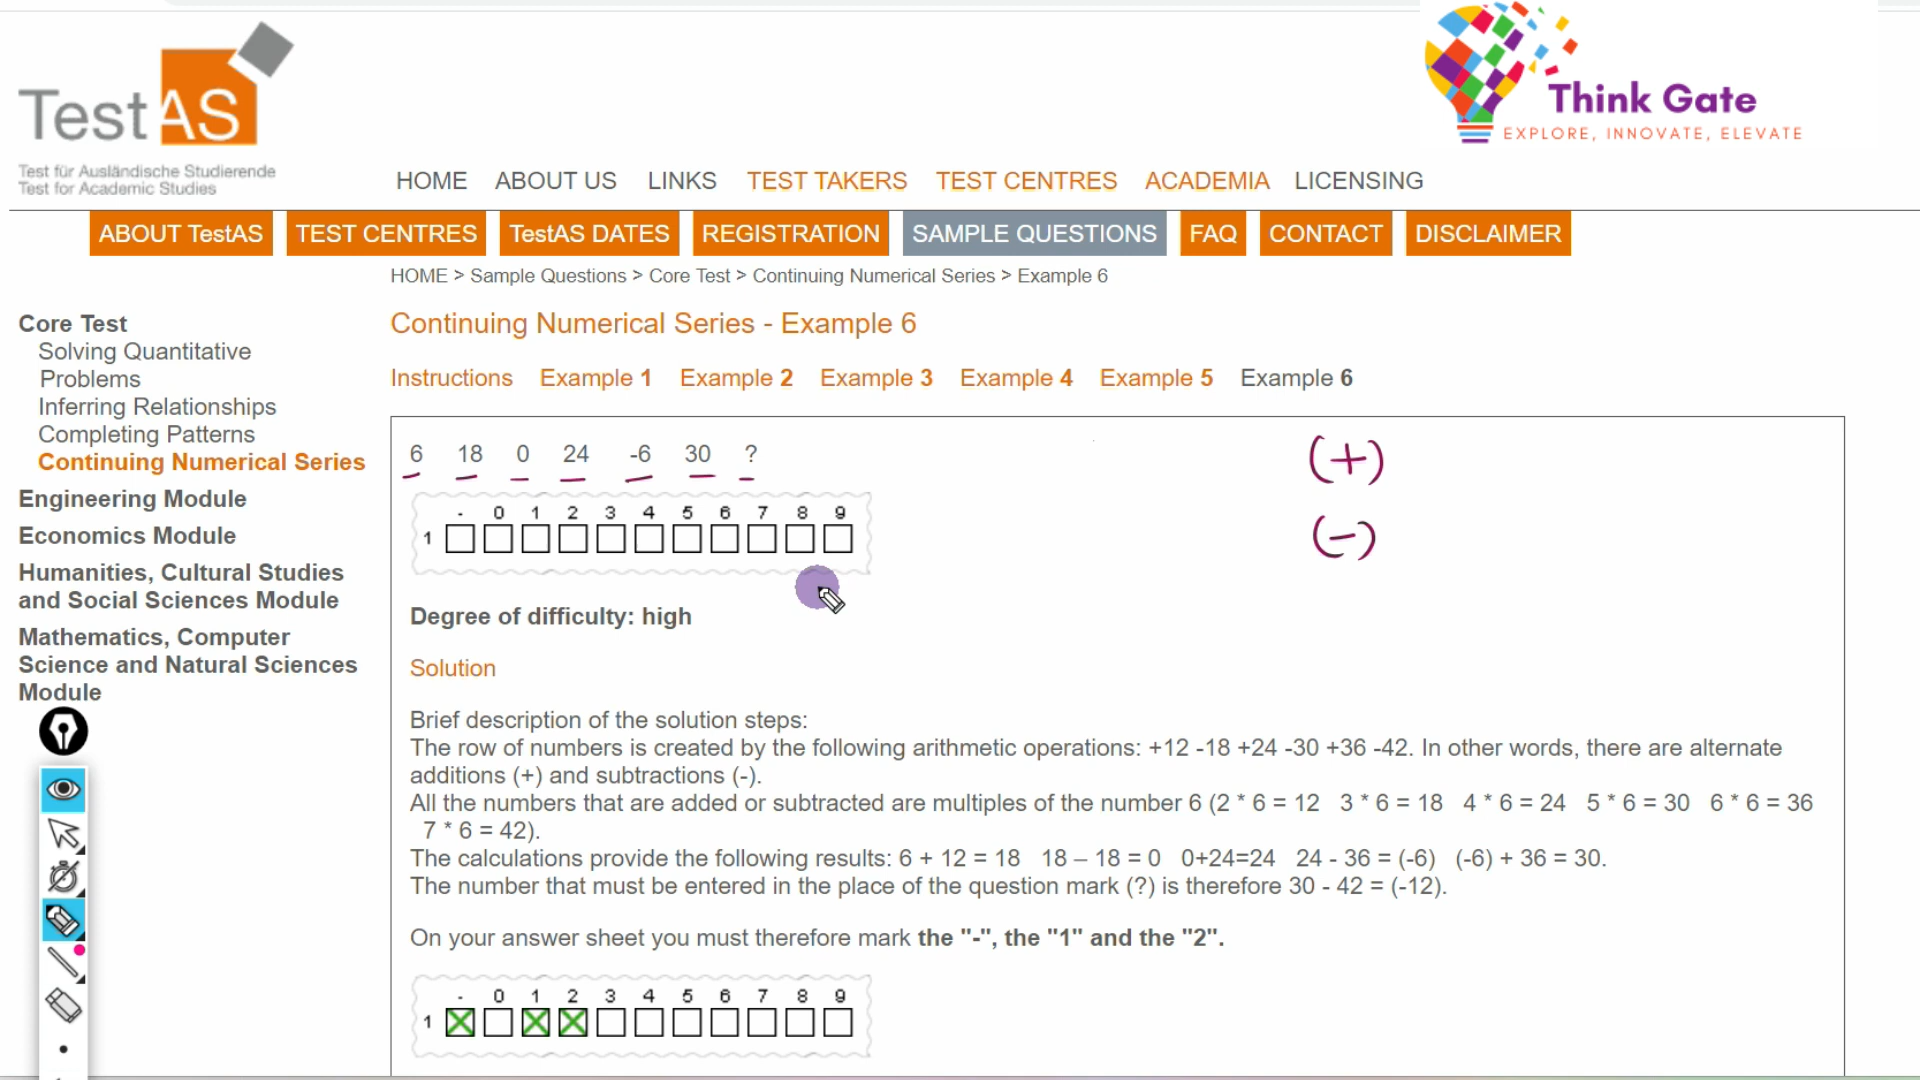 TestAS
Test für Ausländische Studierende
Test for Academic Studies
Think Gate
EXPLORE, INNOVATE, ELEVATE
HOME ABOUT US LINKS TEST TAKERS TEST CENTRES ACADEMIA LICENSING
ABOUT TestAS TEST CENTRES TestAS DATES REGISTRATION SAMPLE QUESTIONS FAQ CONTACT DISCLAIMER
HOME > Sample Questions > Core Test > Continuing Numerical Series > Example 6
Core Test
Solving Quantitative
Problems
Inferring Relationships
Completing Patterns
Continuing Numerical Series
Engineering Module
Economics Module
Humanities, Cultural Studies
and Social Sciences Module
Mathematics, Computer
Science and Natural Sciences
Module
Continuing Numerical Series - Example 6
Instructions Example 1 Example 2 Example 3 Example 4 Example 5 Example 6
6 18 0 24 -6 30 ?
(+)
(-)
- 0 1 2 3 4 5 6 7 8 9
1
Degree of difficulty: high
Solution
Brief description of the solution steps:
The row of numbers is created by the following arithmetic operations: +12 -18 +24 -30 +36 -42. In other words, there are alternate
additions (+) and subtractions (-).
All the numbers that are added or subtracted are multiples of the number 6 (2 * 6 = 12 3 * 6 = 18 4 * 6 = 24 5 * 6 = 30 6 * 6 = 36
7 * 6 = 42).
The calculations provide the following results: 6 + 12 = 18 18 – 18 = 0 0+24=24 24 - 36 = (-6) (-6) + 36 = 30.
The number that must be entered in the place of the question mark (?) is therefore 30 - 42 = (-12).
On your answer sheet you must therefore mark the "-", the "1" and the "2".
- 0 1 2 3 4 5 6 7 8 9
1